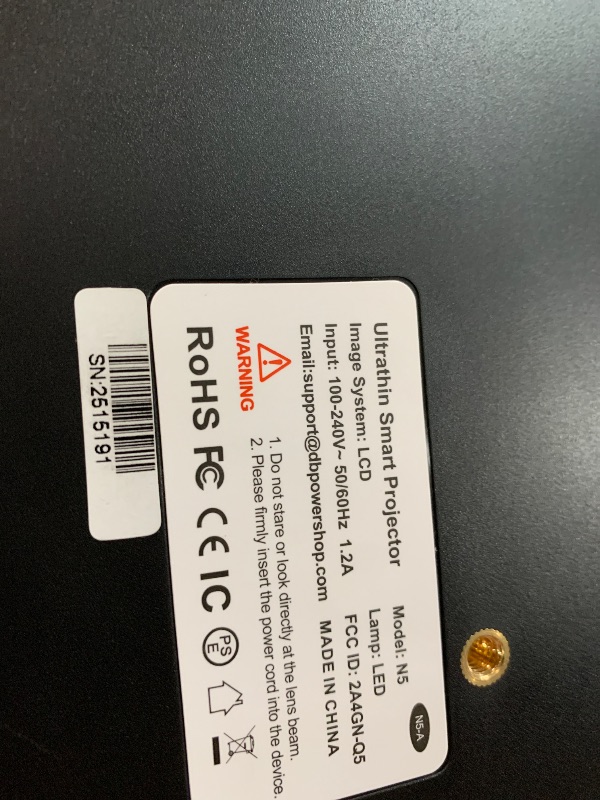 Ultrathin Smart Projector
Model: N5
N5-A
Image System: LCD
Lamp: LED
Input: 100-240V~ 50/60Hz 1.2A
FCC ID: 2A4GN-Q5
Email:support@dbpowershop.com
MADE IN CHINA
WARNING
1. Do not stare or look directly at the lens beam.
2. Please firmly insert the power cord into the device.
RoHS FC CE IC PS E
SN:2515191